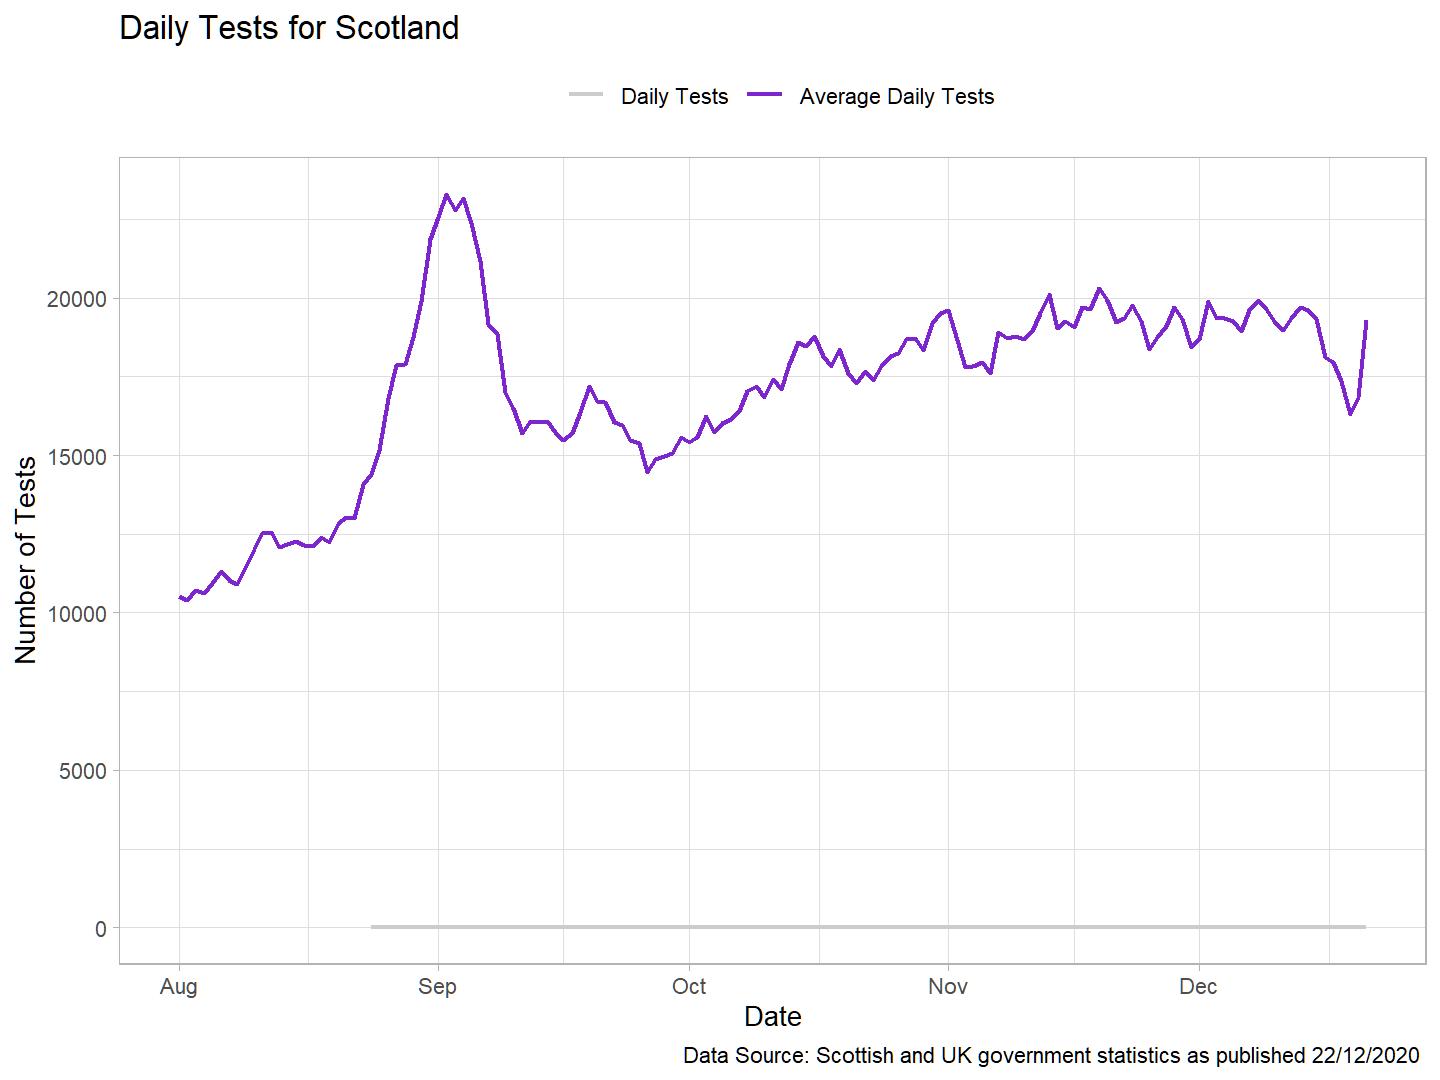 Daily Tests for Scotland
Daily Tests Average Daily Tests
20000
15000
10000
5000
0
Number of Tests
Aug Sep Oct Nov Dec
Date
Data Source: Scottish and UK government statistics as published 22/12/2020